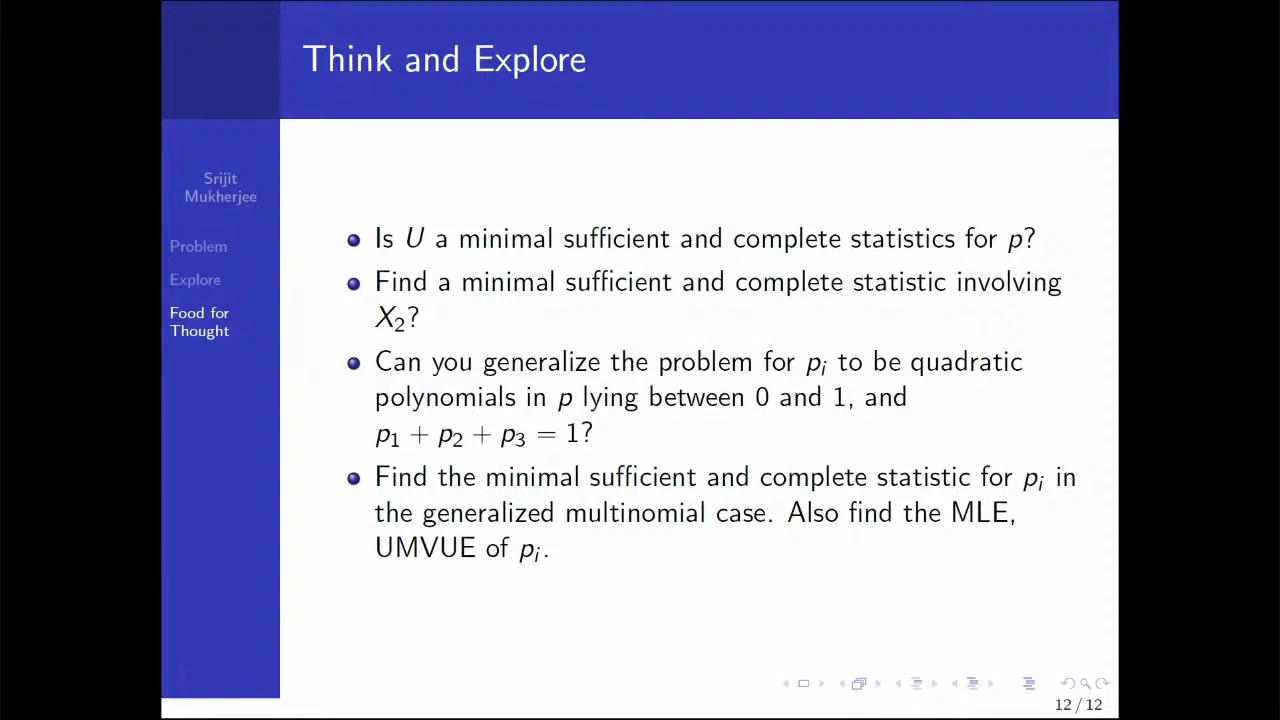 Think and Explore
Srijit
Mukherjee
Problem
Explore
Food for
Thought
Is U a minimal sufficient and complete statistics for p?
Find a minimal sufficient and complete statistic involving
X₂?
Can you generalize the problem for pᵢ to be quadratic
polynomials in p lying between 0 and 1, and
p₁ + p₂ + p₃ = 1?
Find the minimal sufficient and complete statistic for pᵢ in
the generalized multinomial case. Also find the MLE,
UMVUE of pᵢ.
12 / 12